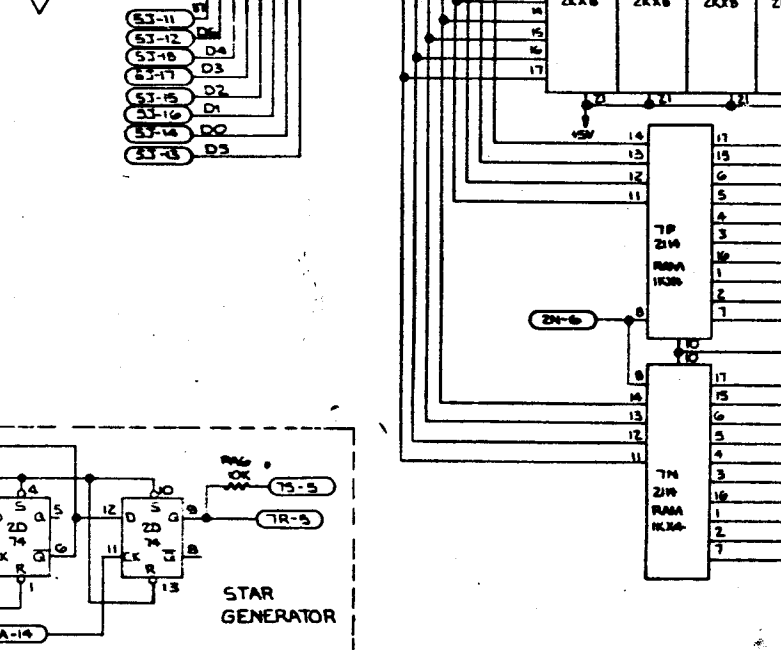 5J-11
5J-12 D6
5J-18 D4
5J-17 D3
5J-15 D2
5J-16 D1
5J-14 D0
5J-13 D5
14
15
16
17
2KX8 2KX8 2KX8
21 21 21
+5V
14 17
13 15
12 6
11 5
4
7P
3
2114
16
RAM
1
2
2N-6 8 7
10
10
8 17
14 15
13 6
12 5
11 4
7N 3
2114 16
RAM 1
1KX4 2
7
10K 7S-5
4 10
S S
Q 5 12 D Q 9 7R-5
2D 2D
74 74
K Q 6 11 CK Q 8
R R
1 13
STAR
GENERATOR
A-14